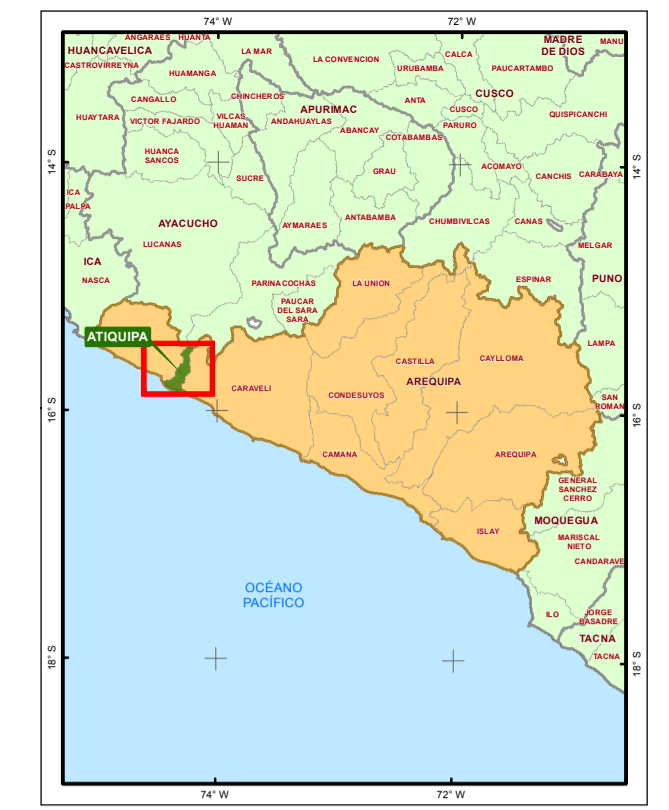 74° W
72° W
ANGARAES
HUANTA
HUANCAVELICA
CASTROVIRREYNA
LA MAR
LA CONVENCION
CALCA
MADRE
DE DIOS
MANU
HUAMANGA
URUBAMBA
PAUCARTAMBO
CUSCO
CANGALLO
CHINCHEROS
APURIMAC
ANTA
HUAYTARA
VICTOR FAJARDO
VILCAS
HUAMAN
ANDAHUAYLAS
ABANCAY
COTABAMBAS
CUSCO
PARURO
QUISPICANCHI
HUANCA
SANCOS
14° S
SUCRE
GRAU
ACOMAYO
CANCHIS
CARABAYA
14° S
ICA
PALPA
AYACUCHO
LUCANAS
AYMARAES
ANTABAMBA
CHUMBIVILCAS
CANAS
MELGAR
ICA
NASCA
PARINACOCHAS
PAUCAR
DEL SARA
SARA
LA UNION
ESPINAR
PUNO
ATIQUIPA
LAMPA
CASTILLA
CAYLLOMA
AREQUIPA
CARAVELI
CONDESUYOS
SAN
ROMAN
16° S
16° S
CAMANA
AREQUIPA
GENERAL
SANCHEZ
CERRO
MOQUEGUA
ISLAY
MARISCAL
NIETO
CANDARAVE
OCÉANO
PACÍFICO
ILO
JORGE
BASADRE
TACNA
TACNA
18° S
18° S
74° W
72° W